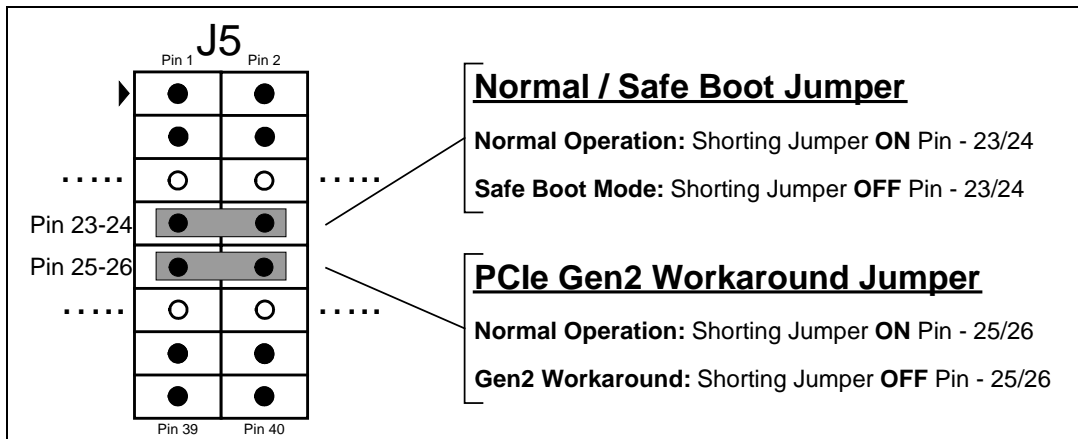 J5
Pin 1 Pin 2
Normal / Safe Boot Jumper
Normal Operation: Shorting Jumper ON Pin - 23/24
Safe Boot Mode: Shorting Jumper OFF Pin - 23/24
Pin 23-24
Pin 25-26
PCIe Gen2 Workaround Jumper
Normal Operation: Shorting Jumper ON Pin - 25/26
Gen2 Workaround: Shorting Jumper OFF Pin - 25/26
Pin 39 Pin 40